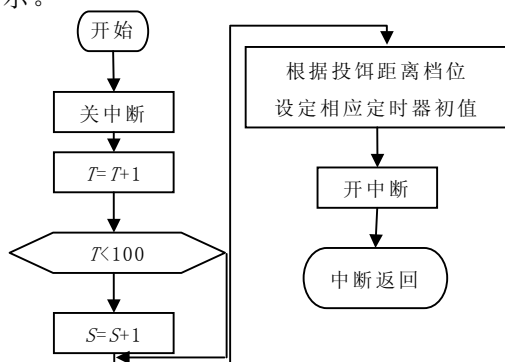 示。
开始
关中断
T=T+1
T<100
S=S+1
根据投饵距离档位
设定相应定时器初值
开中断
中断返回